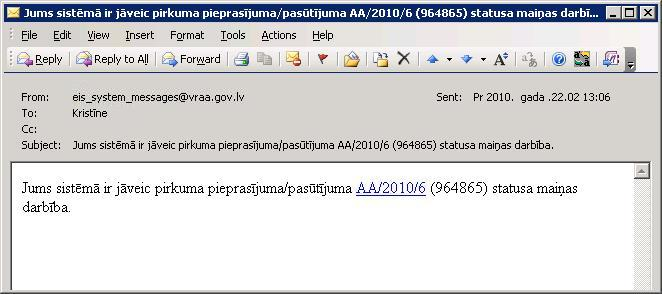 Jums sistēmā ir jāveic pirkuma pieprasījuma/pasūtījuma AA/2010/6 (964865) statusa maiņas darbī...
File Edit View Insert Format Tools Actions Help
Reply Reply to All Forward
From: eis_system_messages@vraa.gov.lv Sent: Pr 2010. gada .22.02 13:06
To: Kristīne
Cc:
Subject: Jums sistēmā ir jāveic pirkuma pieprasījuma/pasūtījuma AA/2010/6 (964865) statusa maiņas darbība.
Jums sistēmā ir jāveic pirkuma pieprasījuma/pasūtījuma AA/2010/6 (964865) statusa maiņas
darbība.